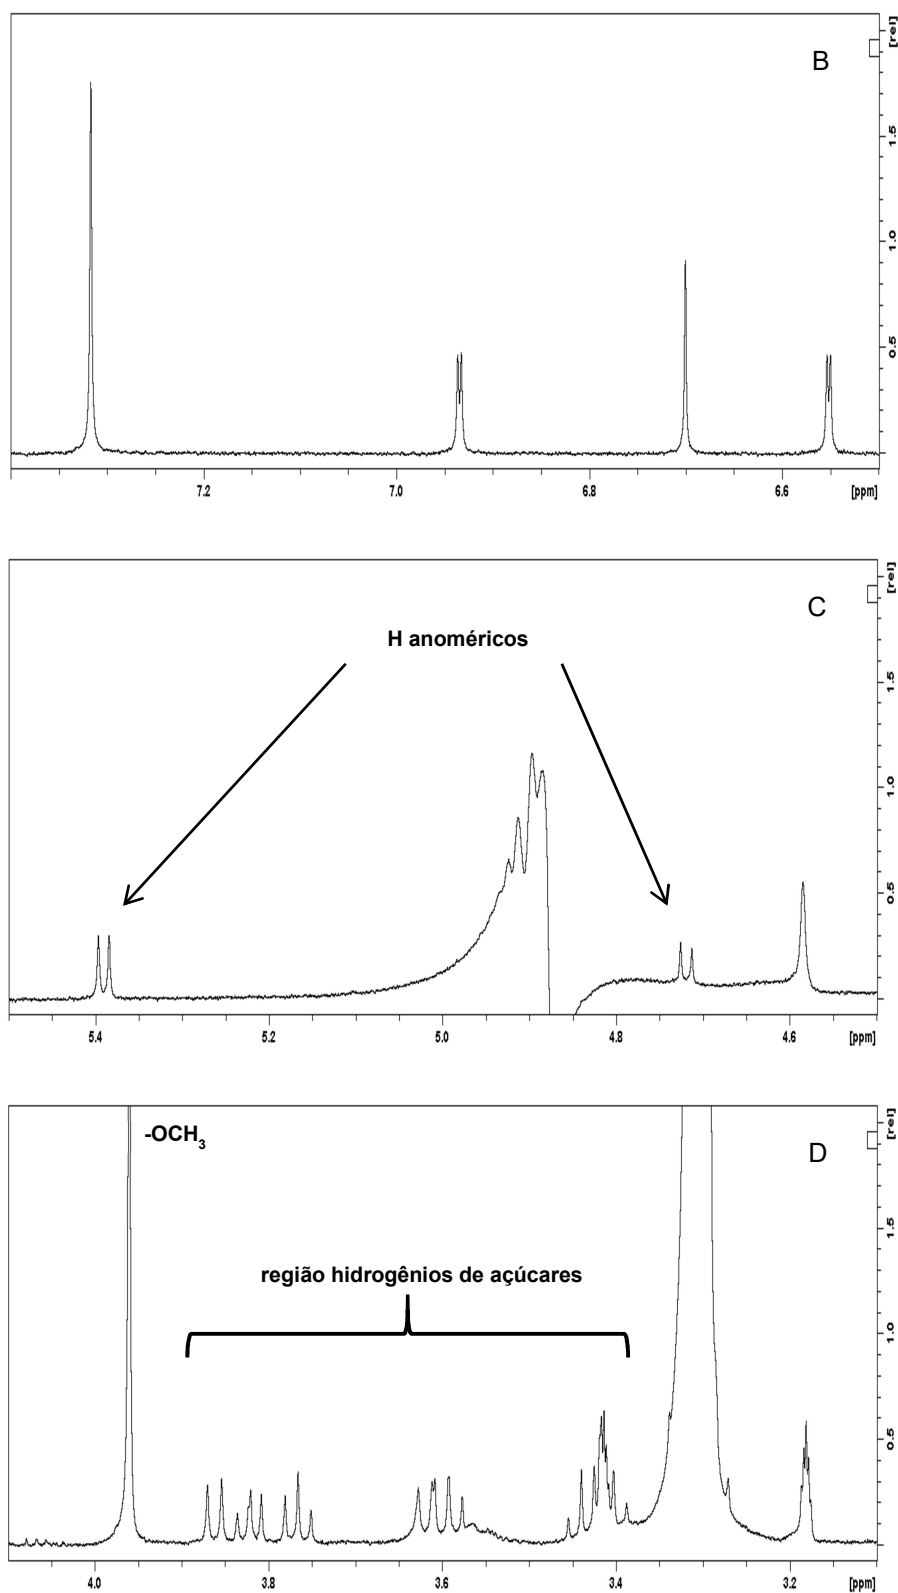 B
[rel]
1.5
1.0
0.5
7.2 7.0 6.8 6.6 [ppm]
C
[rel]
H anoméricos
1.5
1.0
0.5
5.4 5.2 5.0 4.8 4.6 [ppm]
-OCH3
D
[rel]
1.5
região hidrogênios de açúcares
1.0
0.5
4.0 3.8 3.6 3.4 3.2 [ppm]